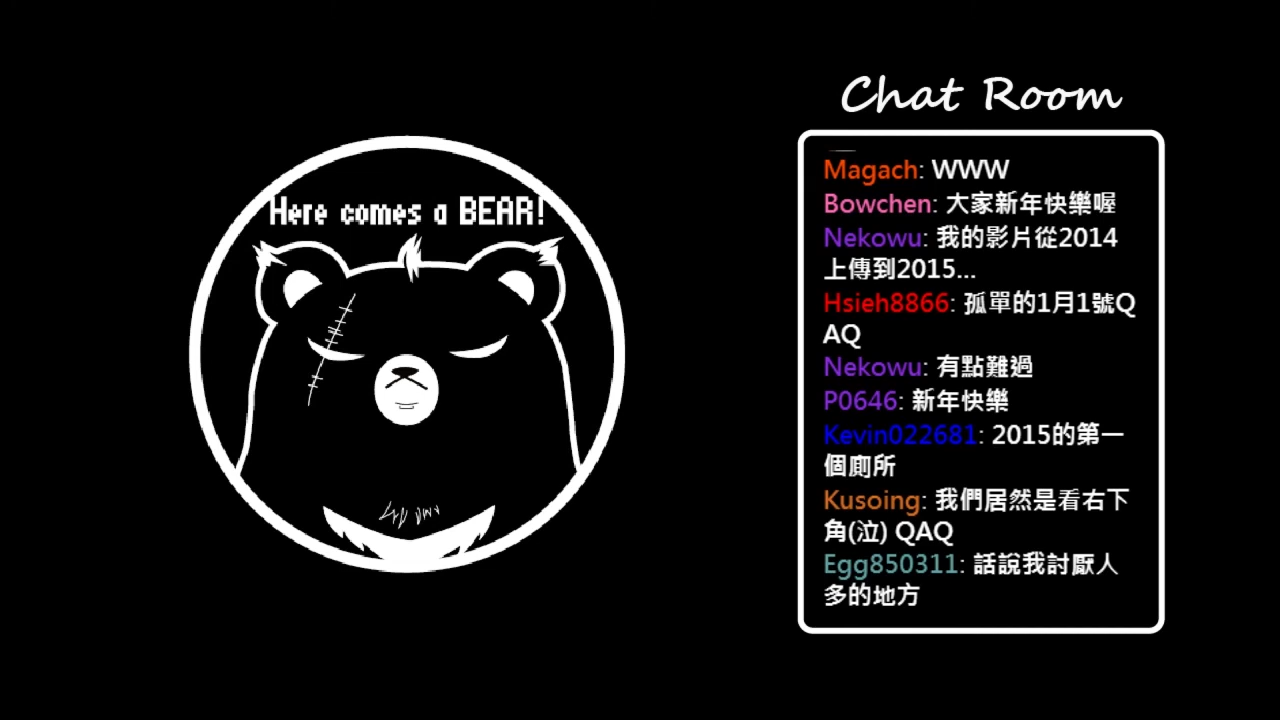 Chat Room
Here comes a BEAR!
Magach: WWW
Bowchen: 大家新年快樂喔
Nekowu: 我的影片從2014
上傳到2015...
Hsieh8866: 孤單的1月1號Q
AQ
Nekowu: 有點難過
P0646: 新年快樂
Kevin022681: 2015的第一
個廁所
Kusoing: 我們居然是看右下
角(泣) QAQ
Egg850311: 話說我討厭人
多的地方